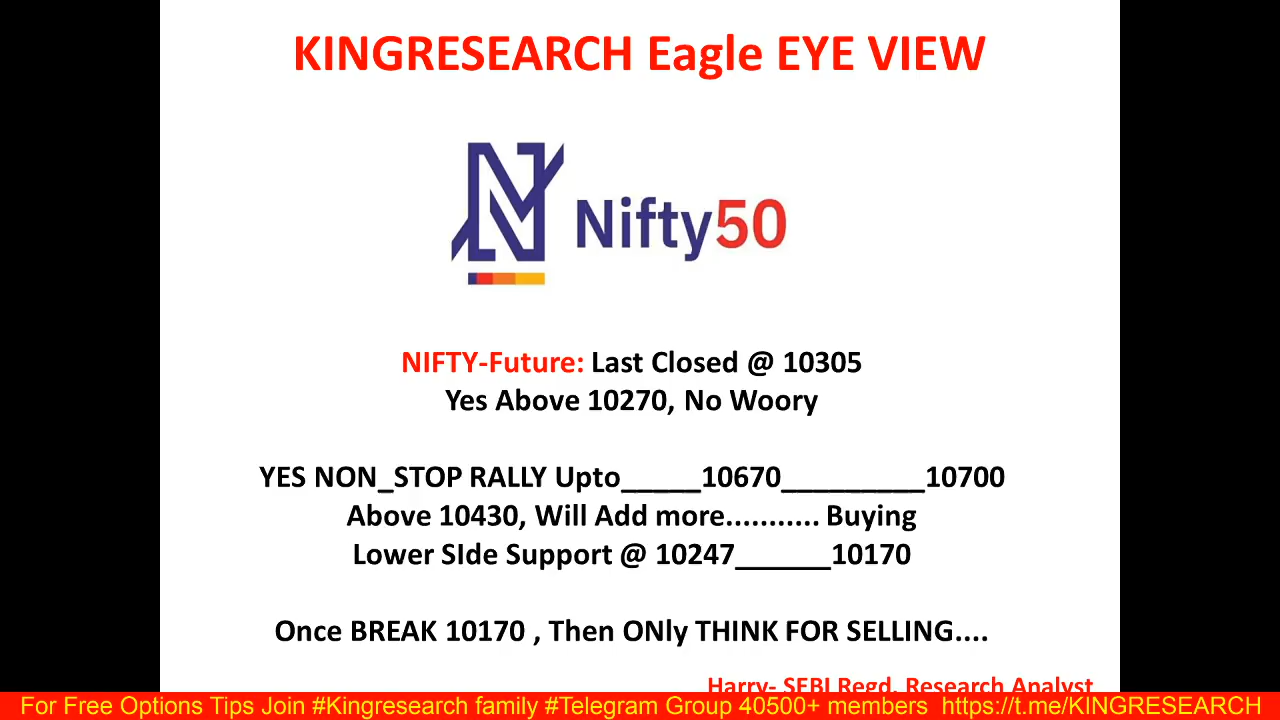 KINGRESEARCH Eagle EYE VIEW
Nifty50
NIFTY-Future: Last Closed @ 10305
Yes Above 10270, No Woory
YES NON_STOP RALLY Upto_____10670_________10700
Above 10430, Will Add more........... Buying
Lower SIde Support @ 10247______10170
Once BREAK 10170 , Then ONly THINK FOR SELLING....
Harry- SEBI Regd. Research Analyst
For Free Options Tips Join #Kingresearch family #Telegram Group 40500+ members https://t.me/KINGRESEARCH